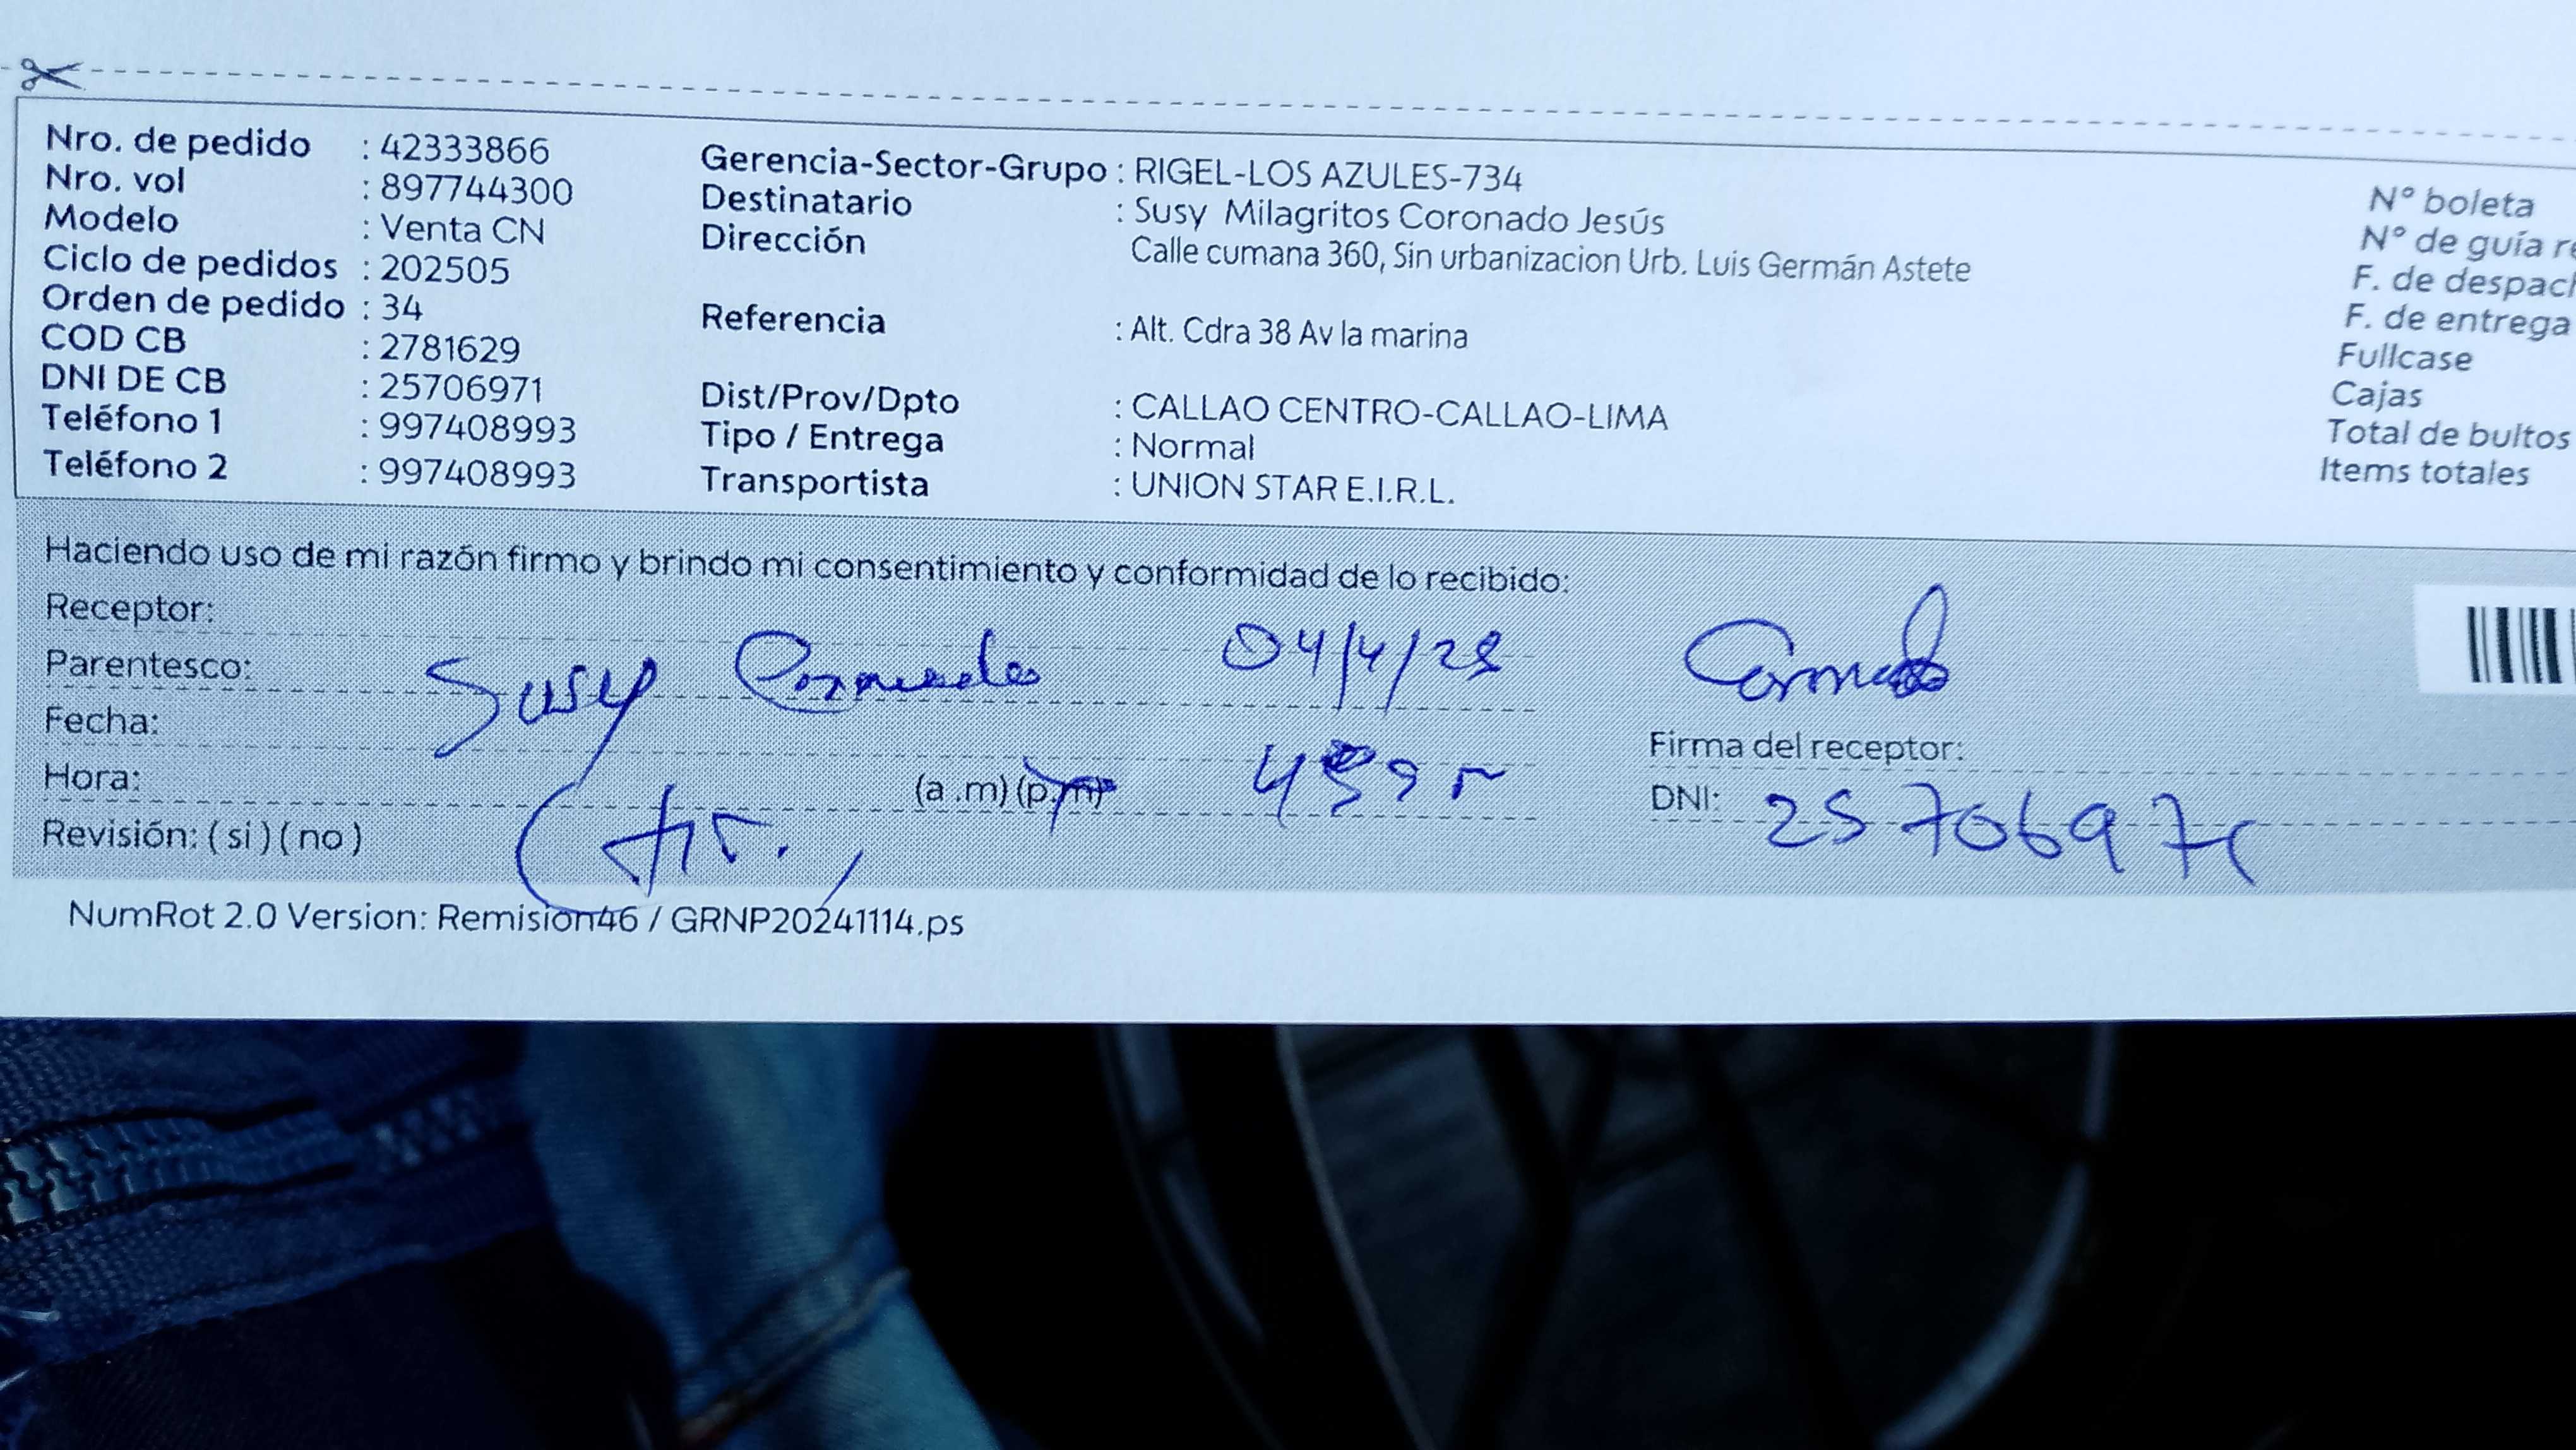 Nro. de pedido : 42333866
Nro. vol : 897744300
Modelo : Venta CN
Ciclo de pedidos : 202505
Orden de pedido : 34
COD CB : 2781629
DNI DE CB : 25706971
Teléfono 1 : 997408993
Teléfono 2 : 997408993
Gerencia-Sector-Grupo : RIGEL-LOS AZULES-734
Destinatario : Susy Milagritos Coronado Jesús
Dirección Calle cumana 360, Sin urbanizacion Urb. Luis Germán Astete
Referencia : Alt. Cdra 38 Av la marina
Dist/Prov/Dpto : CALLAO CENTRO-CALLAO-LIMA
Tipo / Entrega : Normal
Transportista : UNION STAR E.I.R.L.
N° boleta
N° de guía re
F. de despach
F. de entrega
Fullcase
Cajas
Total de bultos
Items totales
Haciendo uso de mi razón firmo y brindo mi consentimiento y conformidad de lo recibido:
Receptor:
Parentesco: Susy Coronado 04/4/25
Fecha:
Hora: (a .m) (p.m)
Revisión: ( si ) ( no )
Firma del receptor:
DNI: 25706971
NumRot 2.0 Version: Remision46 / GRNP20241114.ps